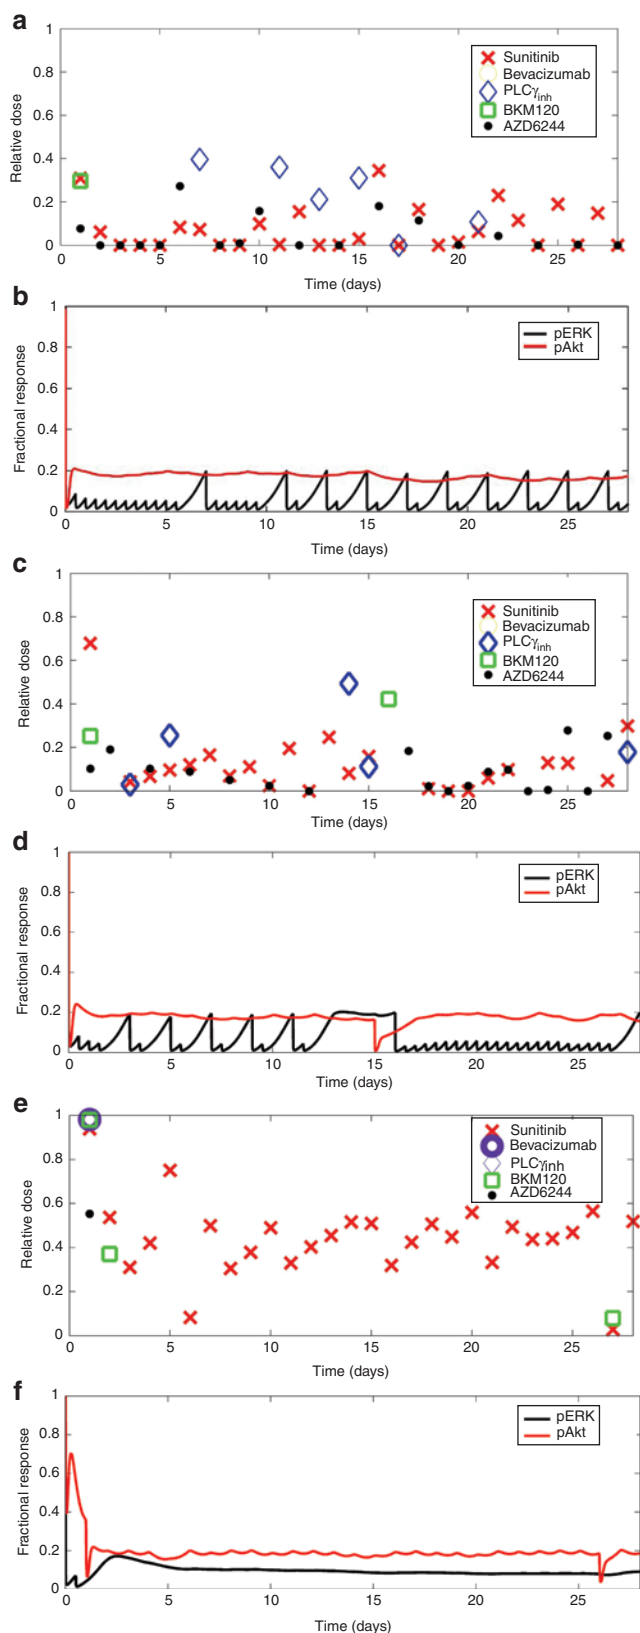 a
1
0.8
0.6
0.4
0.2
0
Relative dose
Sunitinib
Bevacizumab
PLCγinh
BKM120
AZD6244
0 5 10 15 20 25
Time (days)
b
1
0.8
0.6
0.4
0.2
0
Fractional response
pERK
pAkt
0 5 10 15 20 25
Time (days)
c
1
0.8
0.6
0.4
0.2
0
Relative dose
Sunitinib
Bevacizumab
PLCγinh
BKM120
AZD6244
0 5 10 15 20 25
Time (days)
d
1
0.8
0.6
0.4
0.2
0
Fractional response
pERK
pAkt
0 5 10 15 20 25
Time (days)
e
1
0.8
0.6
0.4
0.2
0
Relative dose
Sunitinib
Bevacizumab
PLCγinh
BKM120
AZD6244
0 5 10 15 20 25
Time (days)
f
1
0.8
0.6
0.4
0.2
0
Fractional response
pERK
pAkt
0 5 10 15 20 25
Time (days)